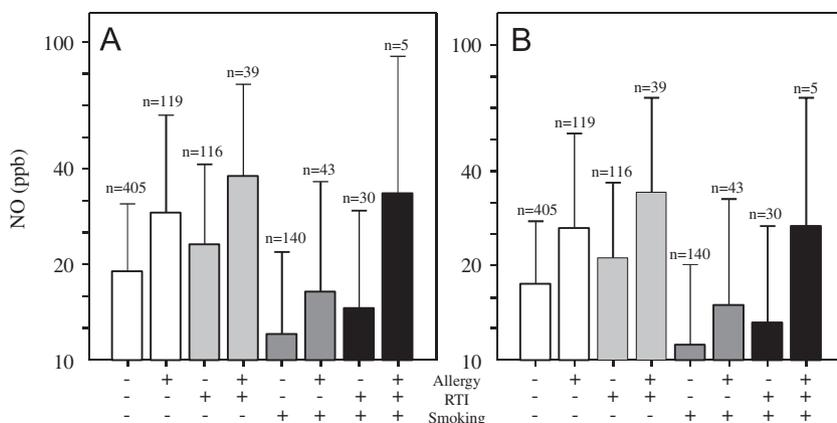 A
B
NO (ppb)
100
40
20
10
n=405
n=119
n=116
n=39
n=140
n=43
n=30
n=5
100
40
20
10
n=405
n=119
n=116
n=39
n=140
n=43
n=30
n=5
- + - + - + - + Allergy - + - + - + - +
- - + + - - + + RTI - - + + - - + +
- - - - + + + + Smoking - - - - + + + +